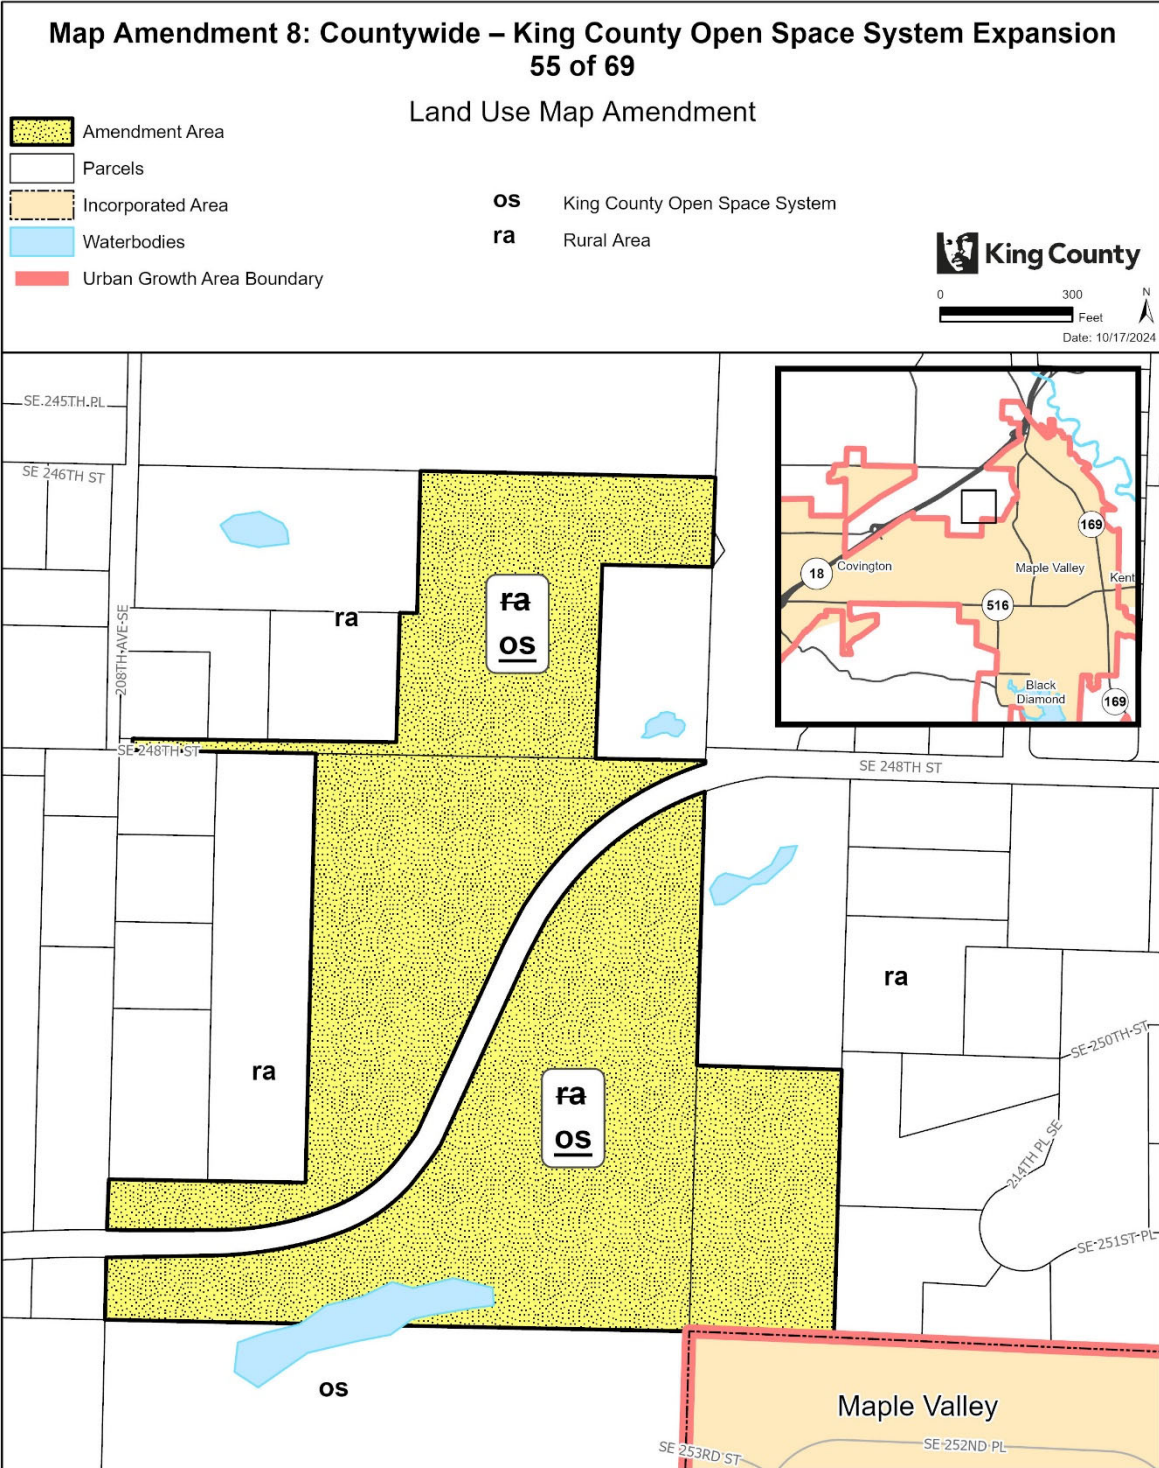 Map Amendment 8: Countywide – King County Open Space System Expansion
55 of 69
Land Use Map Amendment
Amendment Area
Parcels
Incorporated Area
Waterbodies
Urban Growth Area Boundary
os King County Open Space System
ra Rural Area
King County
0 300
Feet
N
Date: 10/17/2024
SE 245TH PL
SE 246TH ST
208TH AVE SE
ra
ra
os
SE 248TH ST
169
18
Covington
Maple Valley
Kent
516
Black
Diamond
169
SE 248TH ST
ra
ra
ra
os
SE 250TH ST
214TH PL SE
SE 251ST PL
os
Maple Valley
SE 252ND PL
SE 253RD ST